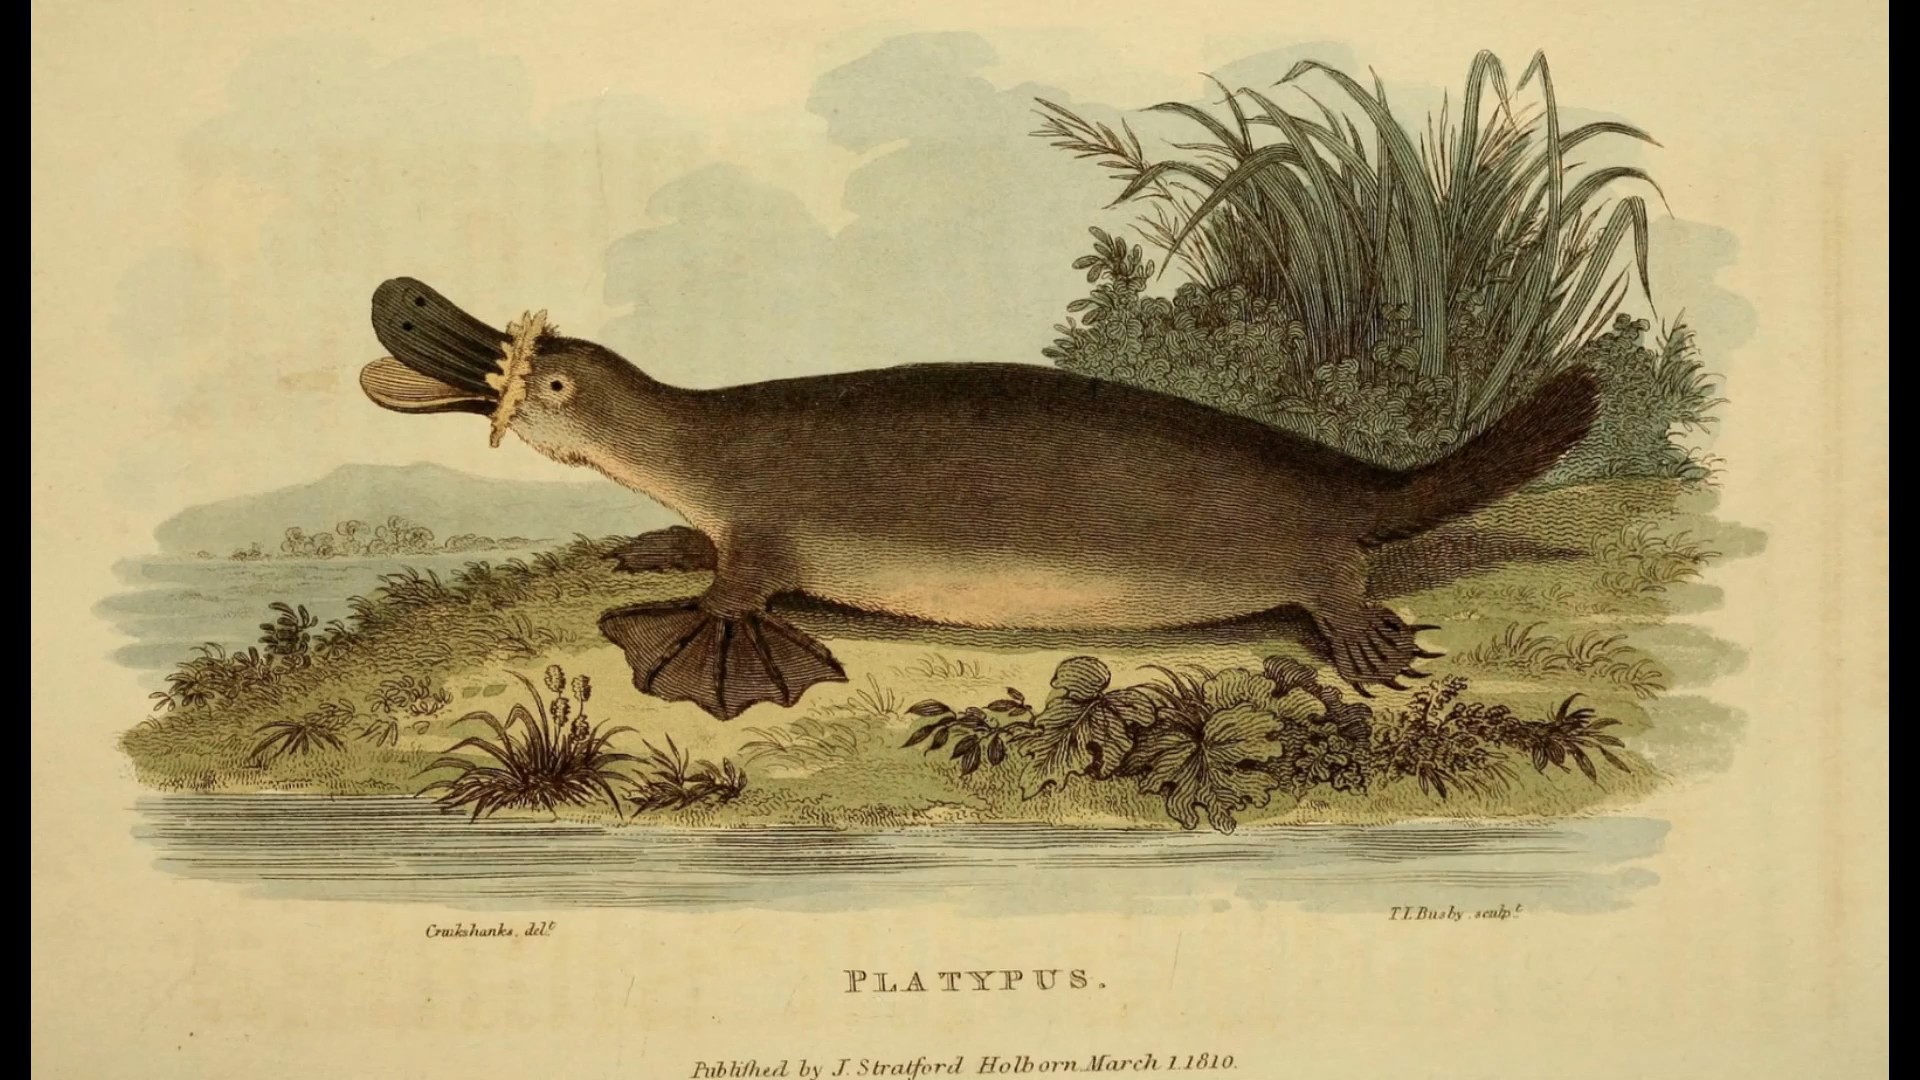 Cruikshanks, delt
T.L.Busby. sculpt
PLATYPUS.
Publiſhed by J. Stratford Holborn March 1.1810.